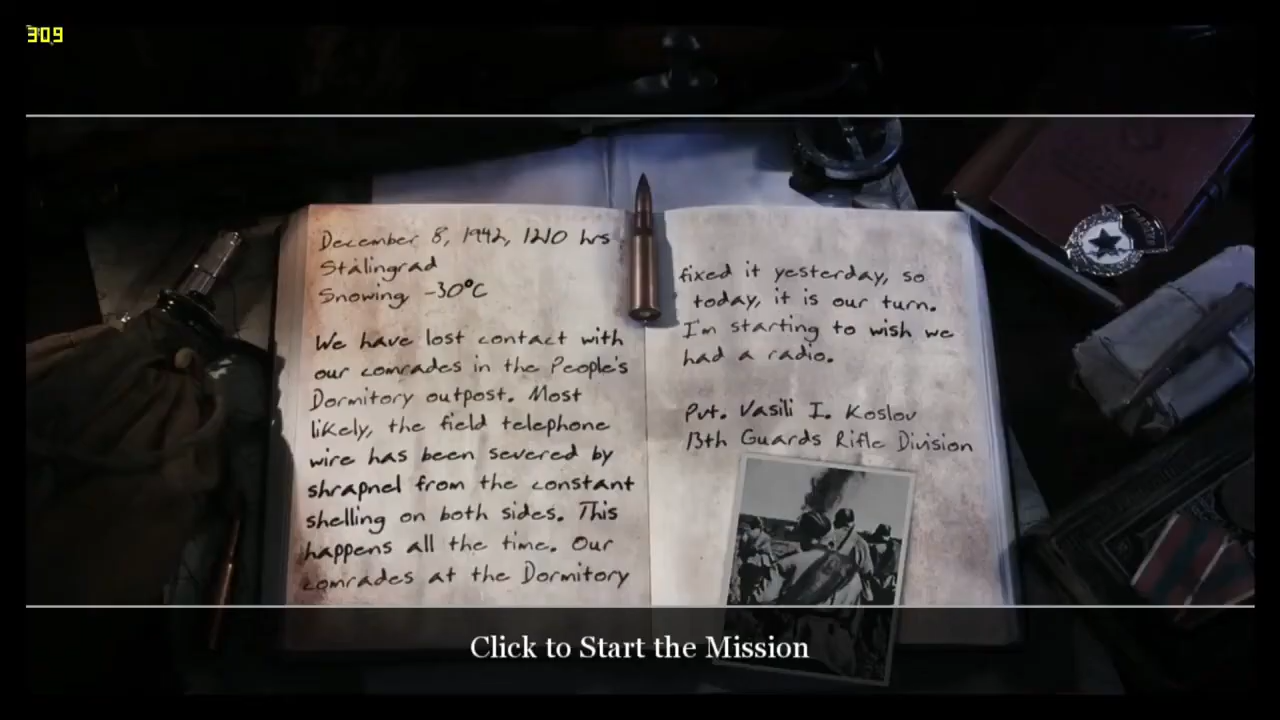 309
December 8, 1942, 1210 hrs
Stalingrad
Snowing -30°C
We have lost contact with
our comrades in the People's
Dormitory outpost. Most
likely, the field telephone
wire has been severed by
shrapnel from the constant
shelling on both sides. This
happens all the time. Our
comrades at the Dormitory
fixed it yesterday, so
today, it is our turn.
I'm starting to wish we
had a radio.
Pvt. Vasili I. Koslov
13th Guards Rifle Division
Click to Start the Mission